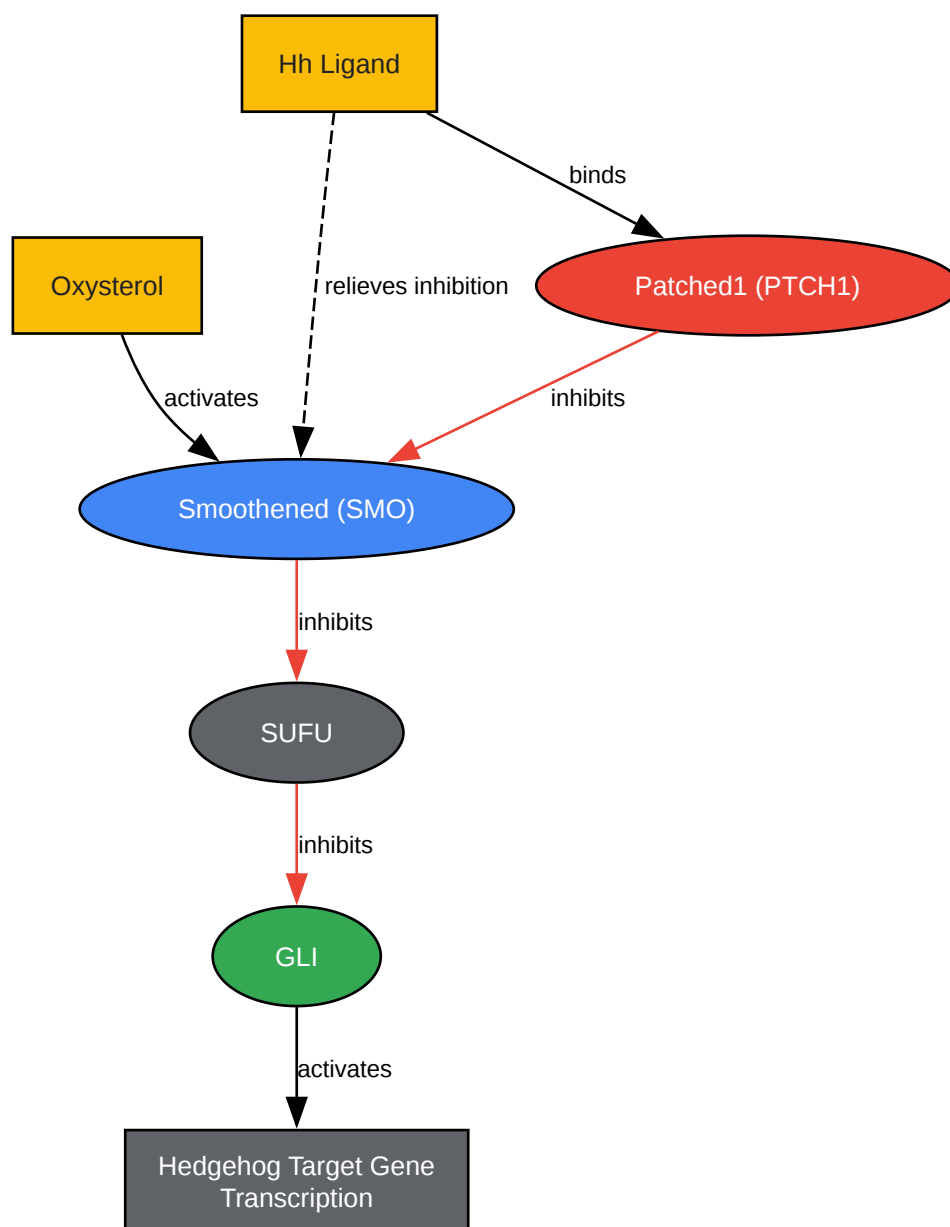 Hh Ligand
binds
Oxysterol
relieves inhibition
Patched1 (PTCH1)
activates
inhibits
Smoothened (SMO)
inhibits
SUFU
inhibits
GLI
activates
Hedgehog Target Gene
Transcription